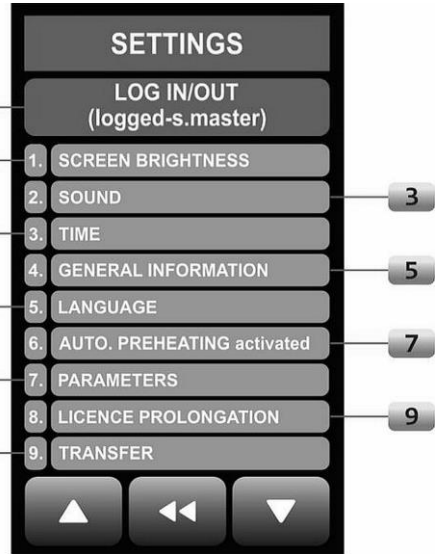 SETTINGS
LOG IN/OUT
(logged-s.master)
1. SCREEN BRIGHTNESS
2. SOUND
3
3. TIME
4. GENERAL INFORMATION
5
5. LANGUAGE
6. AUTO. PREHEATING activated
7
7. PARAMETERS
8. LICENCE PROLONGATION
9
9. TRANSFER